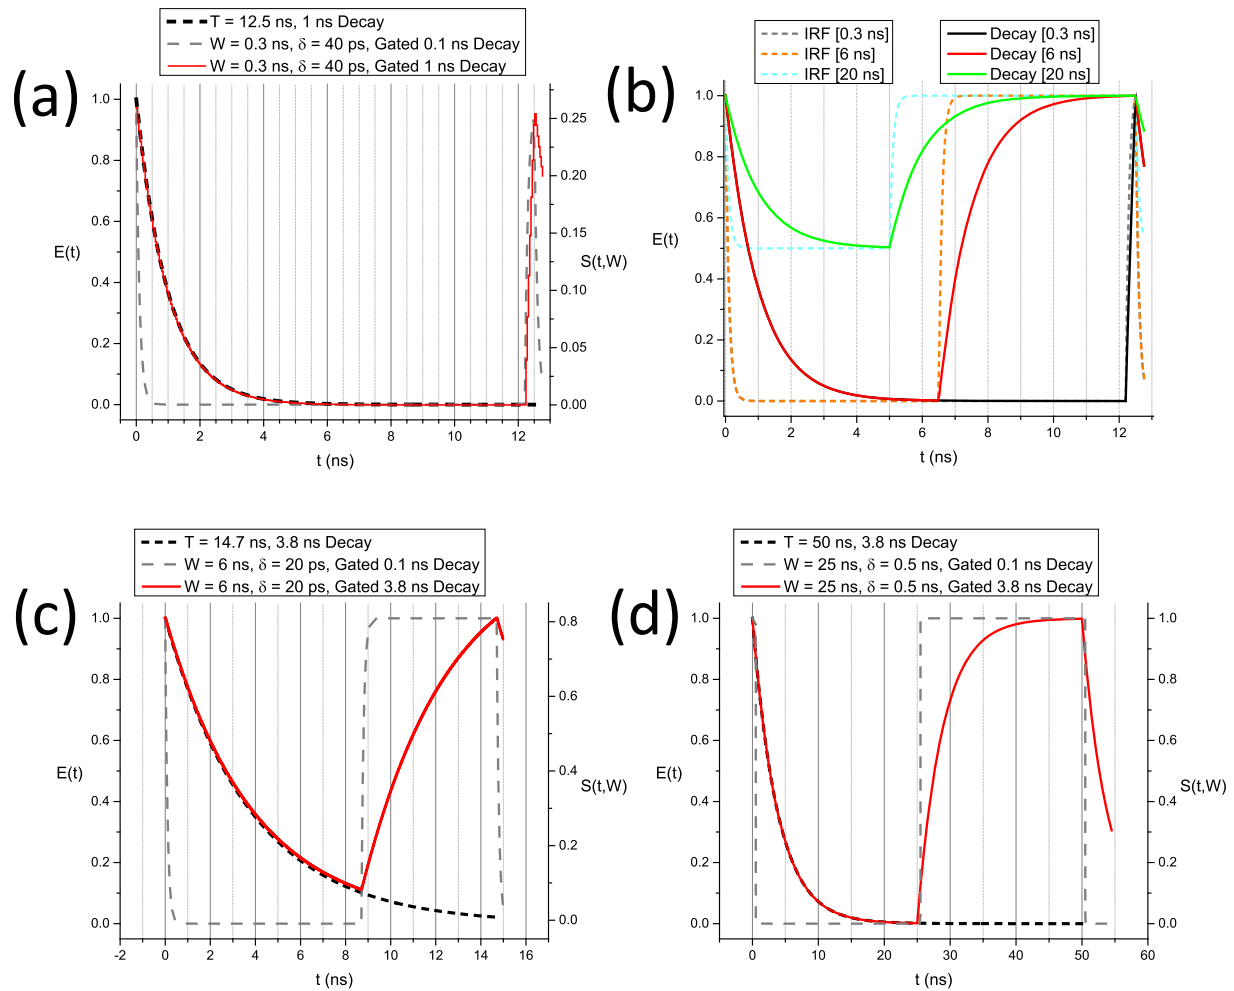 (a)
T = 12.5 ns, 1 ns Decay
W = 0.3 ns, δ = 40 ps, Gated 0.1 ns Decay
W = 0.3 ns, δ = 40 ps, Gated 1 ns Decay
1.0
0.8
0.6
0.4
0.2
0.0
E(t)
0.25
0.20
0.15
0.10
0.05
0.00
S(t,W)
0 2 4 6 8 10 12
t (ns)
(b)
IRF [0.3 ns]
IRF [6 ns]
IRF [20 ns]
Decay [0.3 ns]
Decay [6 ns]
Decay [20 ns]
1.0
0.8
0.6
0.4
0.2
0.0
E(t)
0 2 4 6 8 10 12
t (ns)
(c)
T = 14.7 ns, 3.8 ns Decay
W = 6 ns, δ = 20 ps, Gated 0.1 ns Decay
W = 6 ns, δ = 20 ps, Gated 3.8 ns Decay
1.0
0.8
0.6
0.4
0.2
0.0
E(t)
0.8
0.6
0.4
0.2
0.0
S(t,W)
-2 0 2 4 6 8 10 12 14 16
t (ns)
(d)
T = 50 ns, 3.8 ns Decay
W = 25 ns, δ = 0.5 ns, Gated 0.1 ns Decay
W = 25 ns, δ = 0.5 ns, Gated 3.8 ns Decay
1.0
0.8
0.6
0.4
0.2
0.0
E(t)
1.0
0.8
0.6
0.4
0.2
0.0
S(t,W)
0 10 20 30 40 50 60
t (ns)